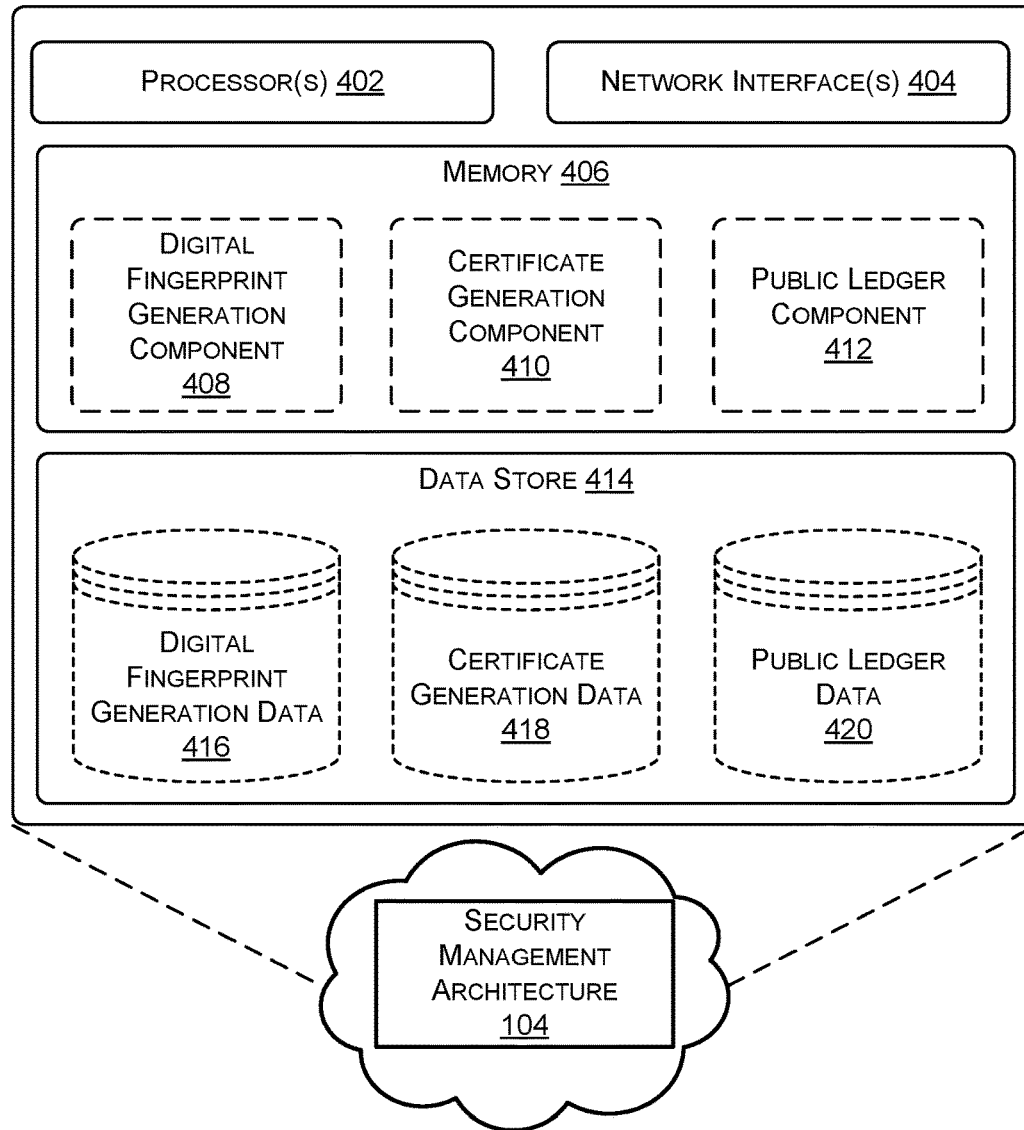 PROCESSOR(S) 402
NETWORK INTERFACE(S) 404
MEMORY 406
DIGITAL
FINGERPRINT
GENERATION
COMPONENT
408
CERTIFICATE
GENERATION
COMPONENT
410
PUBLIC LEDGER
COMPONENT
412
DATA STORE 414
DIGITAL
FINGERPRINT
GENERATION DATA
416
CERTIFICATE
GENERATION DATA
418
PUBLIC LEDGER
DATA
420
SECURITY
MANAGEMENT
ARCHITECTURE
104